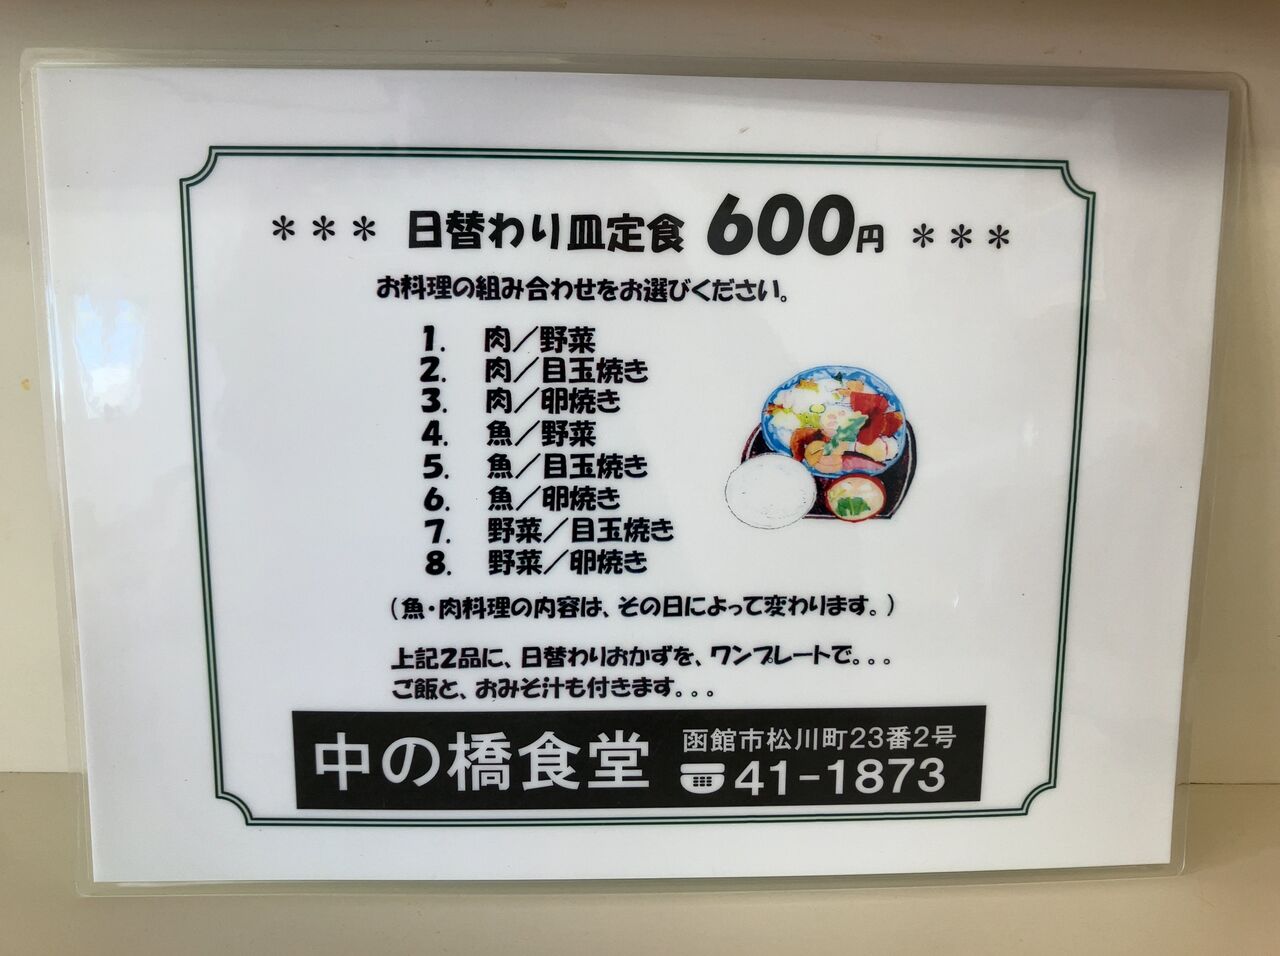 ＊＊＊ 日替わり皿定食 600円 ＊＊＊
お料理の組み合わせをお選びください。
1. 肉／野菜
2. 肉／目玉焼き
3. 肉／卵焼き
4. 魚／野菜
5. 魚／目玉焼き
6. 魚／卵焼き
7. 野菜／目玉焼き
8. 野菜／卵焼き
（魚・肉料理の内容は、その日によって変わります。）
上記2品に、日替わりおかずを、ワンプレートで。。。
ご飯と、おみそ汁も付きます。。。
中の橋食堂
函館市松川町23番2号
41-1873